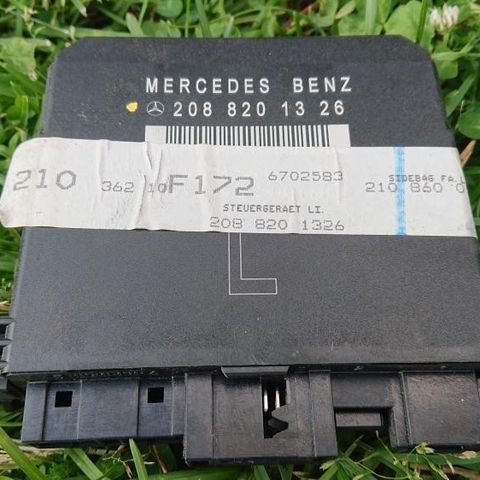 MERCEDES BENZ
208 820 13 26
210 362 10 F172 6702583
SIDEBAG FA.
210 860 0
STEUERGERAET LI.
208 820 1326
L